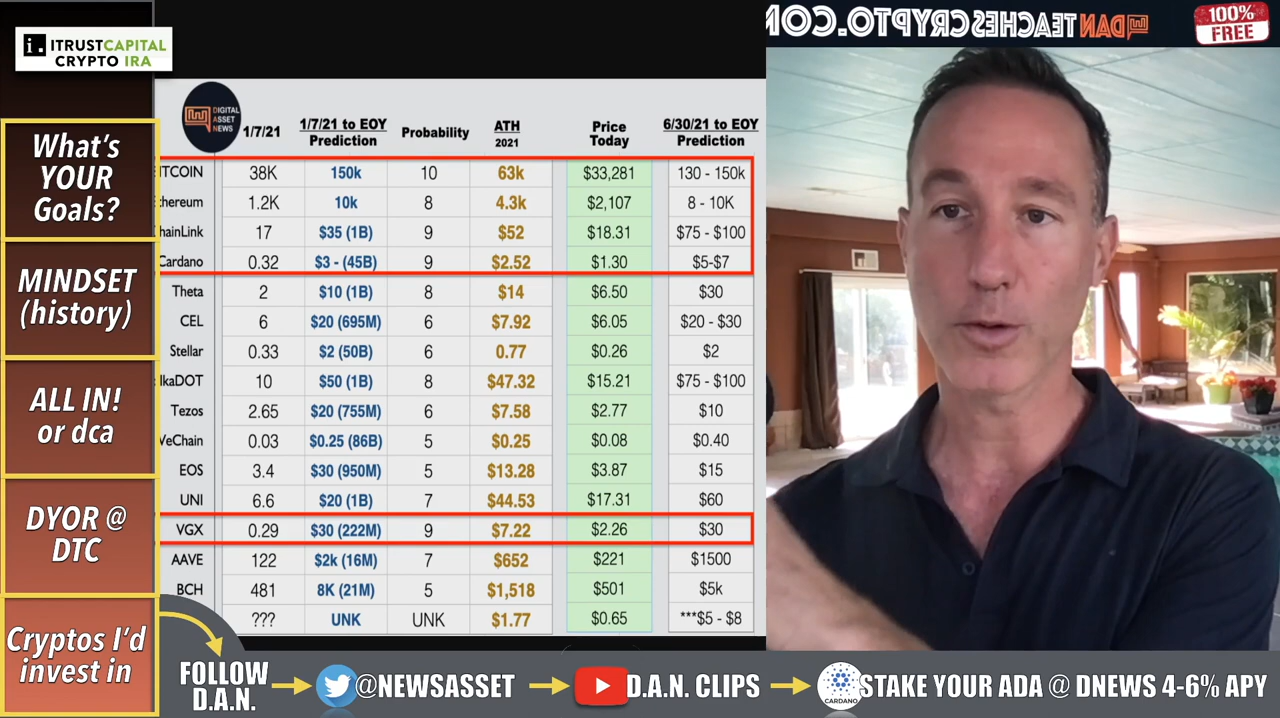 i. ITRUSTCAPITAL
CRYPTO IRA
DAN TEACHESCRYPTO.COM
100%
FREE
What's
YOUR
Goals?
MINDSET
(history)
ALL IN!
or dca
DYOR @
DTC
Cryptos I'd
invest in
DIGITAL
ASSET
NEWS
1/7/21 1/7/21 to EOY Prediction Probability ATH 2021 Price Today 6/30/21 to EOY Prediction
ITCOIN 38K 150k 10 63k $33,281 130 - 150k
thereum 1.2K 10k 8 4.3k $2,107 8 - 10K
hainLink 17 $35 (1B) 9 $52 $18.31 $75 - $100
Cardano 0.32 $3 - (45B) 9 $2.52 $1.30 $5-$7
Theta 2 $10 (1B) 8 $14 $6.50 $30
CEL 6 $20 (695M) 6 $7.92 $6.05 $20 - $30
Stellar 0.33 $2 (50B) 6 0.77 $0.26 $2
lkaDOT 10 $50 (1B) 8 $47.32 $15.21 $75 - $100
Tezos 2.65 $20 (755M) 6 $7.58 $2.77 $10
VeChain 0.03 $0.25 (86B) 5 $0.25 $0.08 $0.40
EOS 3.4 $30 (950M) 5 $13.28 $3.87 $15
UNI 6.6 $20 (1B) 7 $44.53 $17.31 $60
VGX 0.29 $30 (222M) 9 $7.22 $2.26 $30
AAVE 122 $2k (16M) 7 $652 $221 $1500
BCH 481 8K (21M) 5 $1,518 $501 $5k
??? UNK UNK $1.77 $0.65 ***$5 - $8
FOLLOW
D.A.N.
@NEWSASSET
D.A.N. CLIPS
CARDANO
STAKE YOUR ADA @ DNEWS 4-6% APY